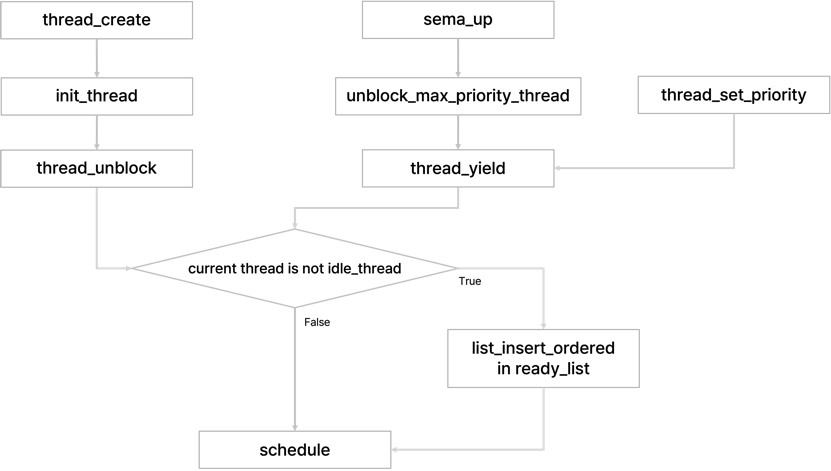 thread_create
sema_up
init_thread
unblock_max_priority_thread
thread_set_priority
thread_unblock
thread_yield
current thread is not idle_thread
True
False
list_insert_ordered
in ready_list
schedule